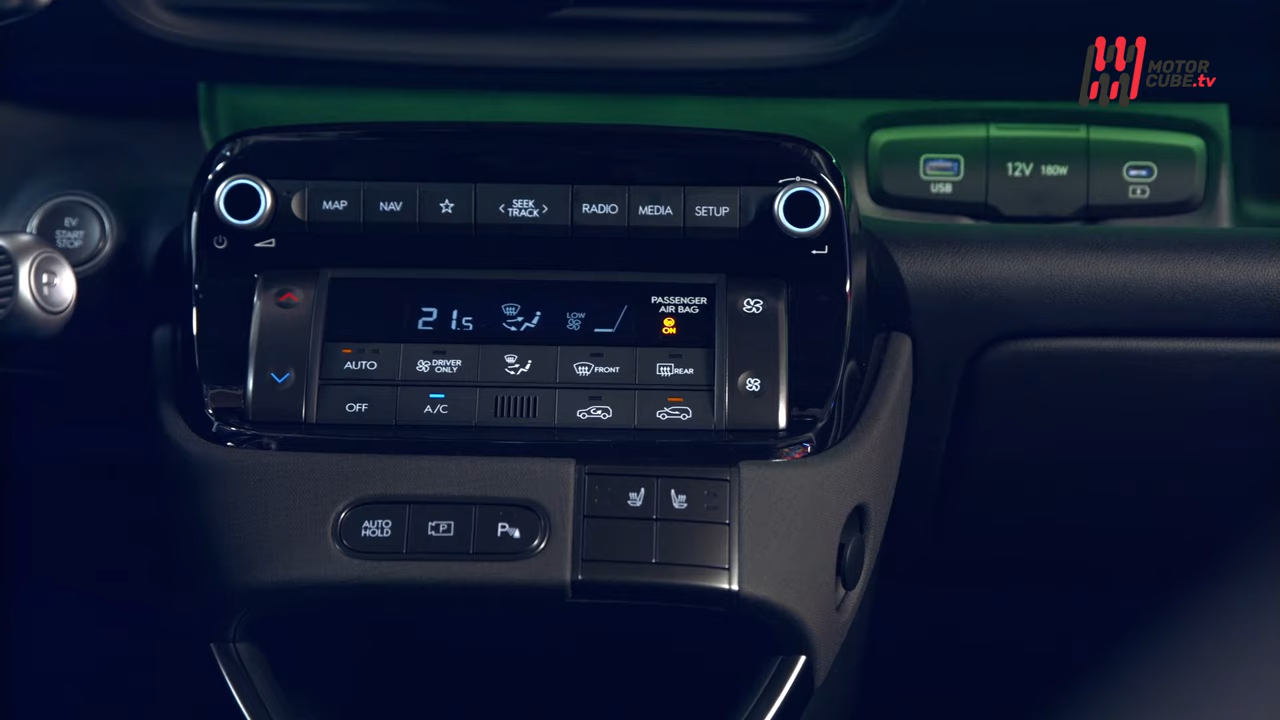 MOTOR
CUBE.tv
USB
12V 180W
EV
START
STOP
P
MAP
NAV
SEEK
TRACK
RADIO
MEDIA
SETUP
21.5
LOW
PASSENGER
AIR BAG
ON
AUTO
DRIVER
ONLY
FRONT
REAR
OFF
A/C
AUTO
HOLD
P
P